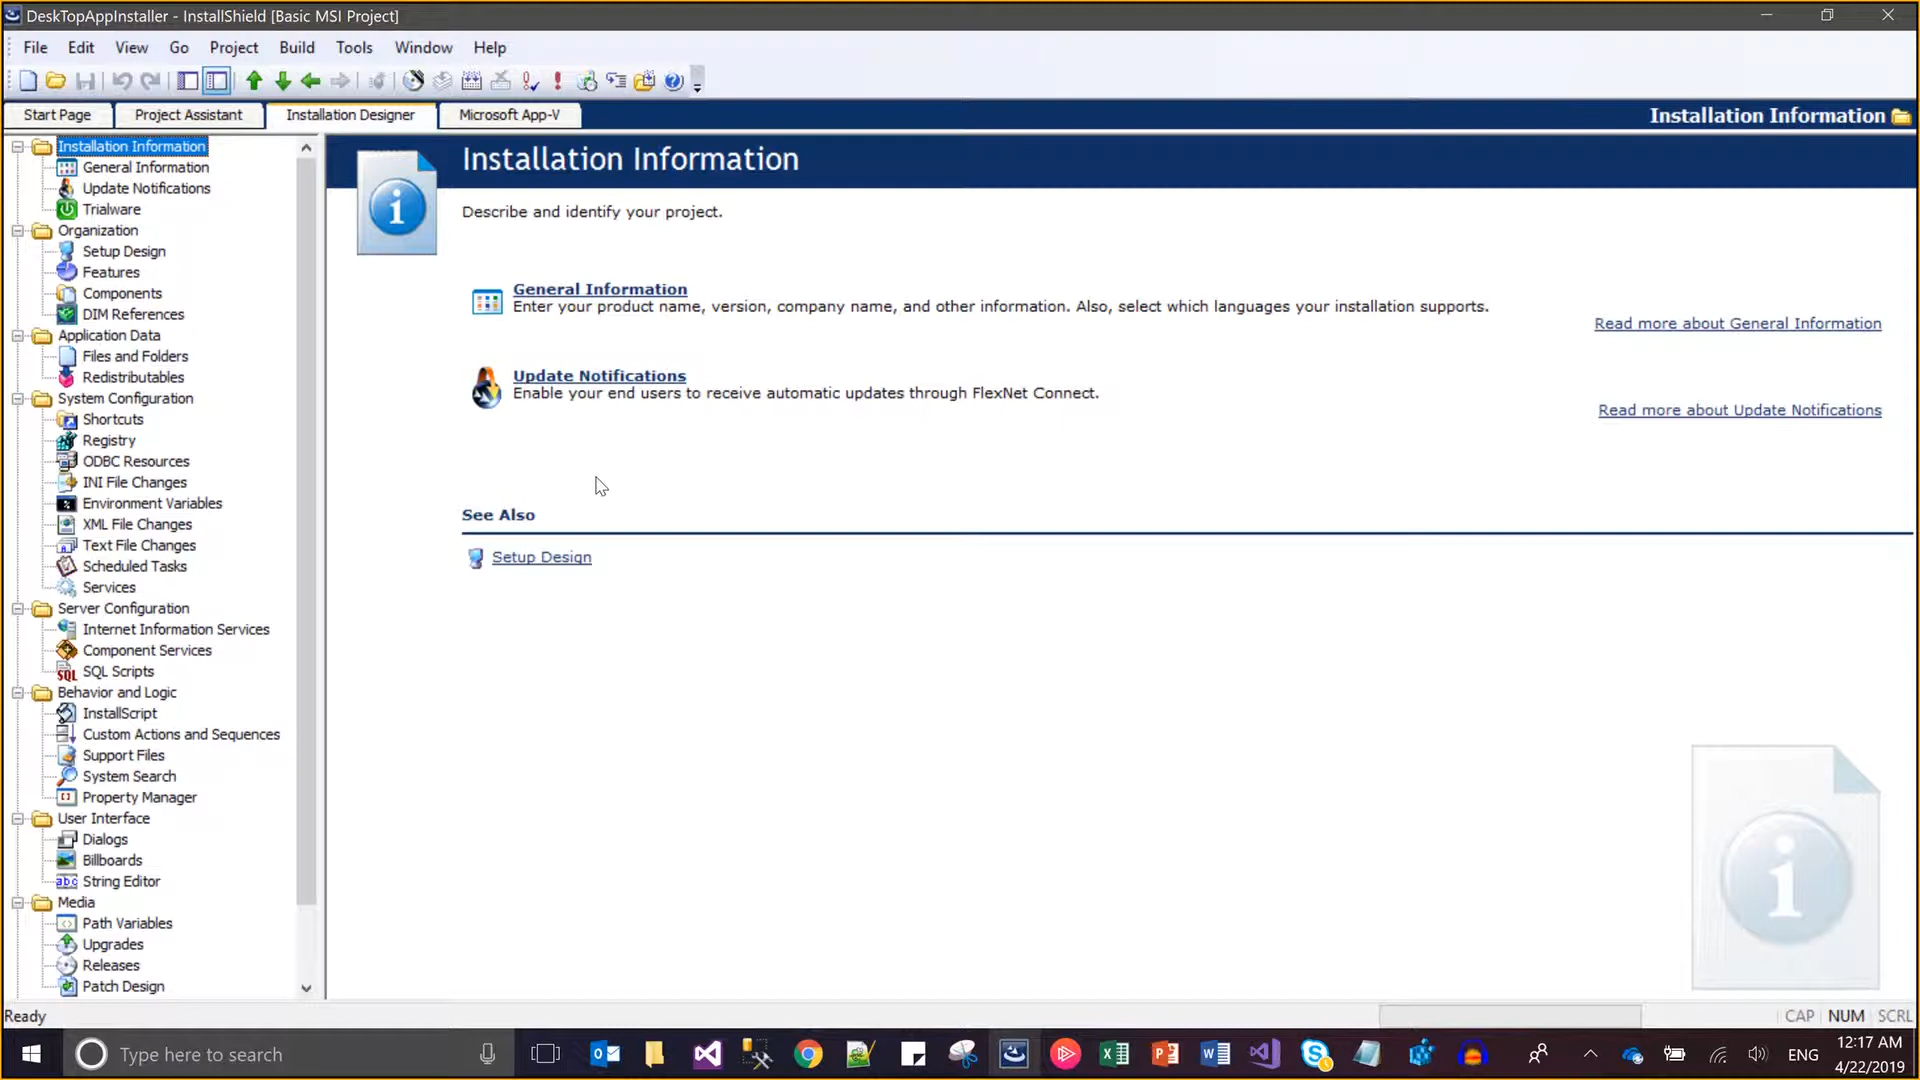 DeskTopAppInstaller - InstallShield [Basic MSI Project]
File Edit View Go Project Build Tools Window Help
Start Page Project Assistant Installation Designer Microsoft App-V Installation Information
Installation Information
General Information
Update Notifications
Trialware
Organization
Setup Design
Features
Components
DIM References
Application Data
Files and Folders
Redistributables
System Configuration
Shortcuts
Registry
ODBC Resources
INI File Changes
Environment Variables
XML File Changes
Text File Changes
Scheduled Tasks
Services
Server Configuration
Internet Information Services
Component Services
SQL Scripts
Behavior and Logic
InstallScript
Custom Actions and Sequences
Support Files
System Search
Property Manager
User Interface
Dialogs
Billboards
String Editor
Media
Path Variables
Upgrades
Releases
Patch Design
Installation Information
Describe and identify your project.
General Information
Enter your product name, version, company name, and other information. Also, select which languages your installation supports.
Read more about General Information
Update Notifications
Enable your end users to receive automatic updates through FlexNet Connect.
Read more about Update Notifications
See Also
Setup Design
Ready CAP NUM SCRL
Type here to search
ENG
12:17 AM
4/22/2019